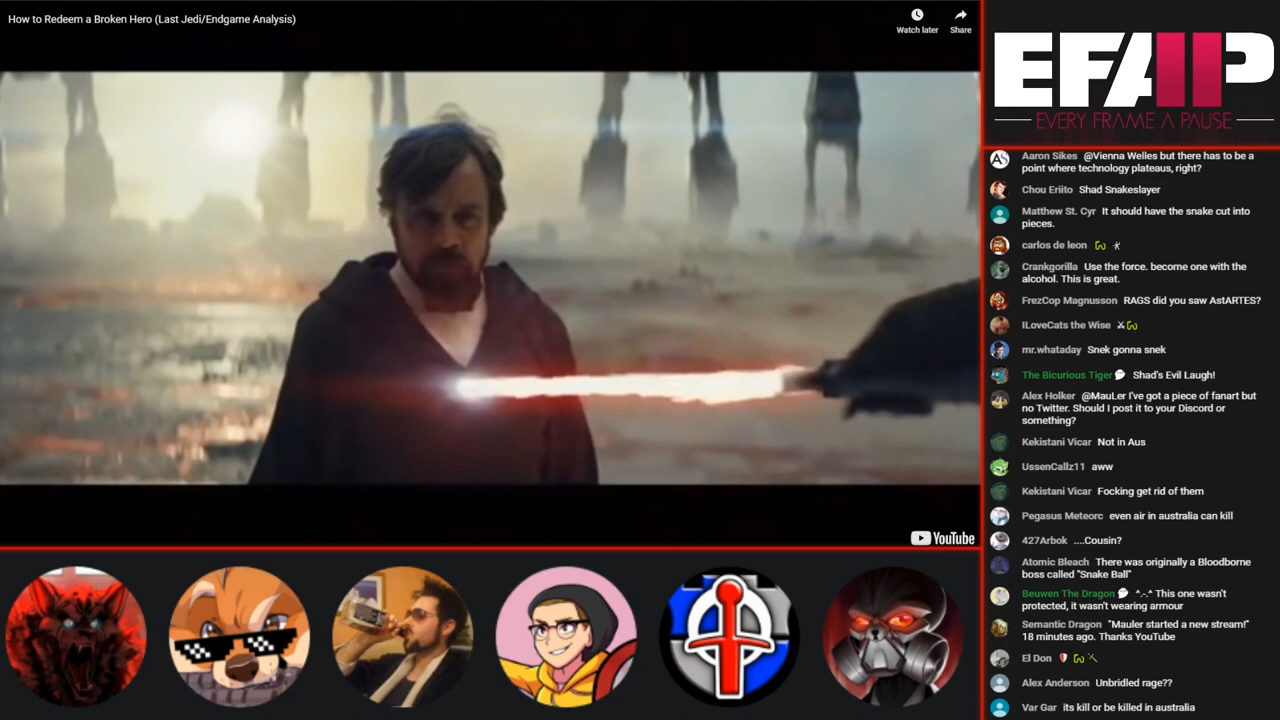 How to Redeem a Broken Hero (Last Jedi/Endgame Analysis)
Watch later
Share
YouTube
EFAP
EVERY FRAME A PAUSE
Aaron Sikes @Vienna Welles but there has to be a
point where technology plateaus, right?
Chou Eriito Shad Snakeslayer
Matthew St. Cyr It should have the snake cut into
pieces.
carlos de leon
Crankgorilla Use the force. become one with the
alcohol. This is great.
FrezCop Magnusson RAGS did you saw AstARTES?
ILoveCats the Wise
mr.whataday Snek gonna snek
The Bicurious Tiger Shad's Evil Laugh!
Alex Holker @MauLer I've got a piece of fanart but
no Twitter. Should I post it to your Discord or
something?
Kekistani Vicar Not in Aus
UssenCallz11 aww
Kekistani Vicar Focking get rid of them
Pegasus Meteorc even air in australia can kill
427Arbok ....Cousin?
Atomic Bleach There was originally a Bloodborne
boss called "Snake Ball"
Beuwen The Dragon ^.-.^ This one wasn't
protected, it wasn't wearing armour
Semantic Dragon "Mauler started a new stream!"
18 minutes ago. Thanks YouTube
El Don
Alex Anderson Unbridled rage??
Var Gar its kill or be killed in australia